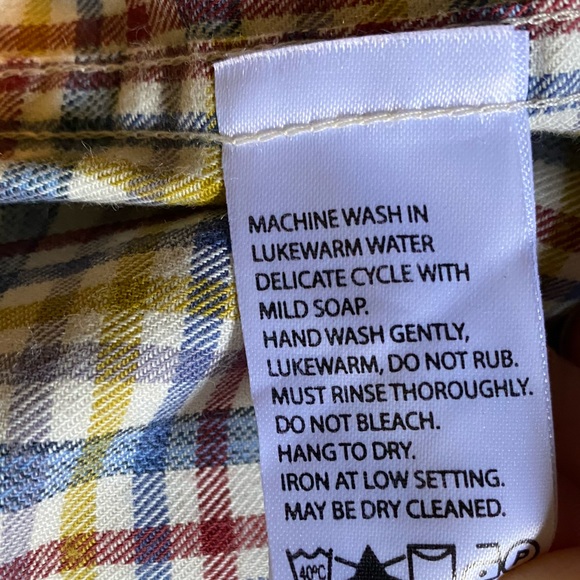 MACHINE WASH IN
LUKEWARM WATER
DELICATE CYCLE WITH
MILD SOAP.
HAND WASH GENTLY,
LUKEWARM, DO NOT RUB.
MUST RINSE THOROUGHLY.
DO NOT BLEACH.
HANG TO DRY.
IRON AT LOW SETTING.
MAY BE DRY CLEANED.
40°C P